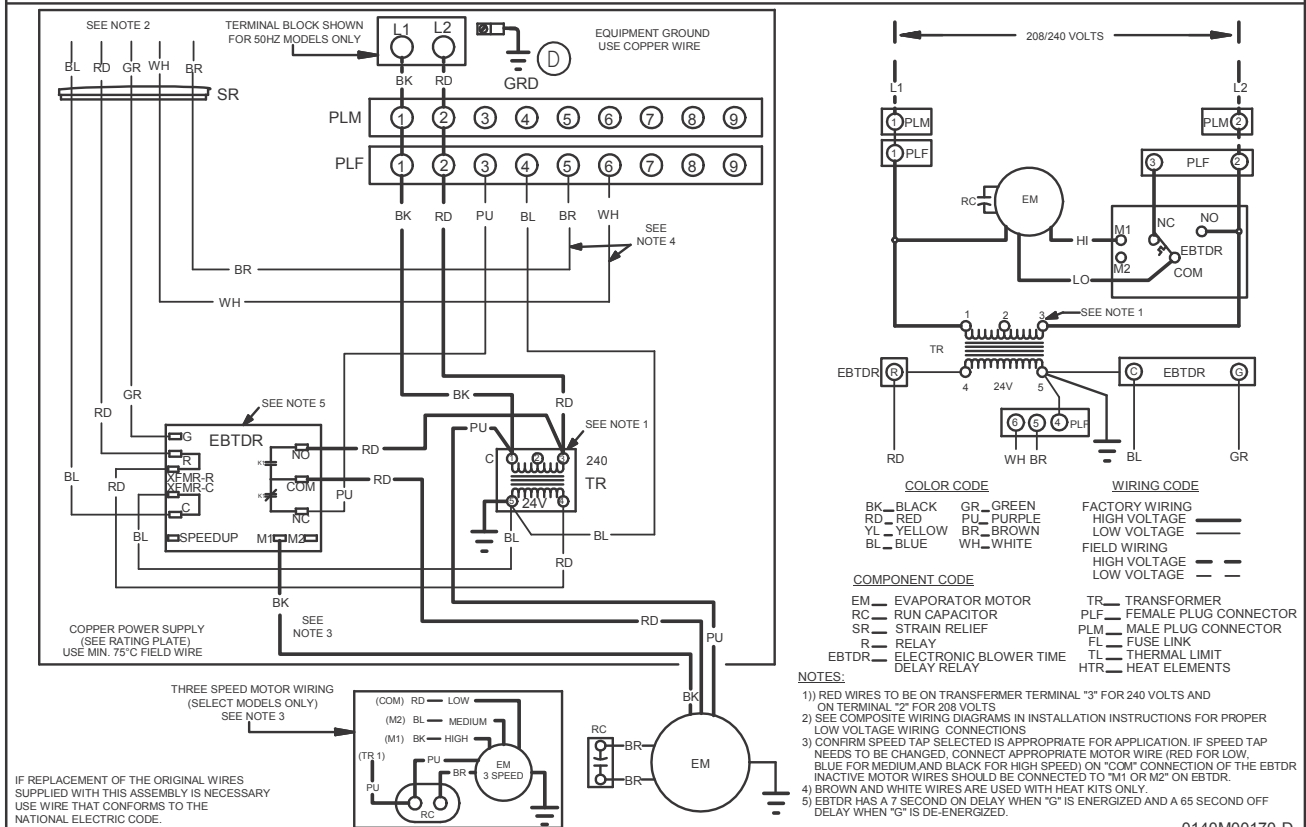 SEE NOTE 2
BL RD GR WH BR
SR
TERMINAL BLOCK SHOWN
FOR 50HZ MODELS ONLY
L1 L2
BK RD
GRD
D
EQUIPMENT GROUND
USE COPPER WIRE
PLM 1 2 3 4 5 6 7 8 9
PLF 1 2 3 4 5 6 7 8 9
BK RD PU BL BR WH
SEE
NOTE 4
BR
WH
GR
RD
BL
RD
BL
SEE NOTE 5
EBTDR
G
R
XFMR-R
XFMR-C
C
SPEEDUP
M1 M2
NO
COM
NC
K1
K1
RD
RD
PU
BK
PU
RD
SEE NOTE 1
C 1 2 3 240
TR
5 24V 4
BL
BL
RD
BK
SEE
NOTE 3
RD
PU
BK
COPPER POWER SUPPLY
(SEE RATING PLATE)
USE MIN. 75°C FIELD WIRE
THREE SPEED MOTOR WIRING
(SELECT MODELS ONLY)
SEE NOTE 3
(COM) RD LOW
(M2) BL MEDIUM
(M1) BK HIGH
(TR 1)
PU
PU
BR
EM
3 SPEED
RC
RC
BR
BR
EM
IF REPLACEMENT OF THE ORIGINAL WIRES
SUPPLIED WITH THIS ASSEMBLY IS NECESSARY
USE WIRE THAT CONFORMS TO THE
NATIONAL ELECTRIC CODE.
208/240 VOLTS
L1 L2
1 PLM
PLM 2
1 PLF
3 PLF 2
RC
EM
HI
LO
M1
M2
NC
NO
EBTDR
COM
1 2 3
SEE NOTE 1
TR
4 24V 5
EBTDR R
C EBTDR G
6 5 4 PLF
RD
WH BR
BL
GR
COLOR CODE
BK BLACK GR GREEN
RD RED PU PURPLE
YL YELLOW BR BROWN
BL BLUE WH WHITE
WIRING CODE
FACTORY WIRING
HIGH VOLTAGE
LOW VOLTAGE
FIELD WIRING
HIGH VOLTAGE
LOW VOLTAGE
COMPONENT CODE
EM EVAPORATOR MOTOR
RC RUN CAPACITOR
SR STRAIN RELIEF
R RELAY
EBTDR ELECTRONIC BLOWER TIME
DELAY RELAY
TR TRANSFORMER
PLF FEMALE PLUG CONNECTOR
PLM MALE PLUG CONNECTOR
FL FUSE LINK
TL THERMAL LIMIT
HTR HEAT ELEMENTS
NOTES:
1)) RED WIRES TO BE ON TRANSFORMER TERMINAL "3" FOR 240 VOLTS AND
ON TERMINAL "2" FOR 208 VOLTS
2) SEE COMPOSITE WIRING DIAGRAMS IN INSTALLATION INSTRUCTIONS FOR PROPER
LOW VOLTAGE WIRING CONNECTIONS
3) CONFIRM SPEED TAP SELECTED IS APPROPRIATE FOR APPLICATION. IF SPEED TAP
NEEDS TO BE CHANGED, CONNECT APPROPRIATE MOTOR WIRE (RED FOR LOW,
BLUE FOR MEDIUM,AND BLACK FOR HIGH SPEED) ON "COM" CONNECTION OF THE EBTDR
INACTIVE MOTOR WIRES SHOULD BE CONNECTED TO "M1 OR M2" ON EBTDR.
4) BROWN AND WHITE WIRES ARE USED WITH HEAT KITS ONLY.
5) EBTDR HAS A 7 SECOND ON DELAY WHEN "G" IS ENERGIZED AND A 65 SECOND OFF
DELAY WHEN "G" IS DE-ENERGIZED.